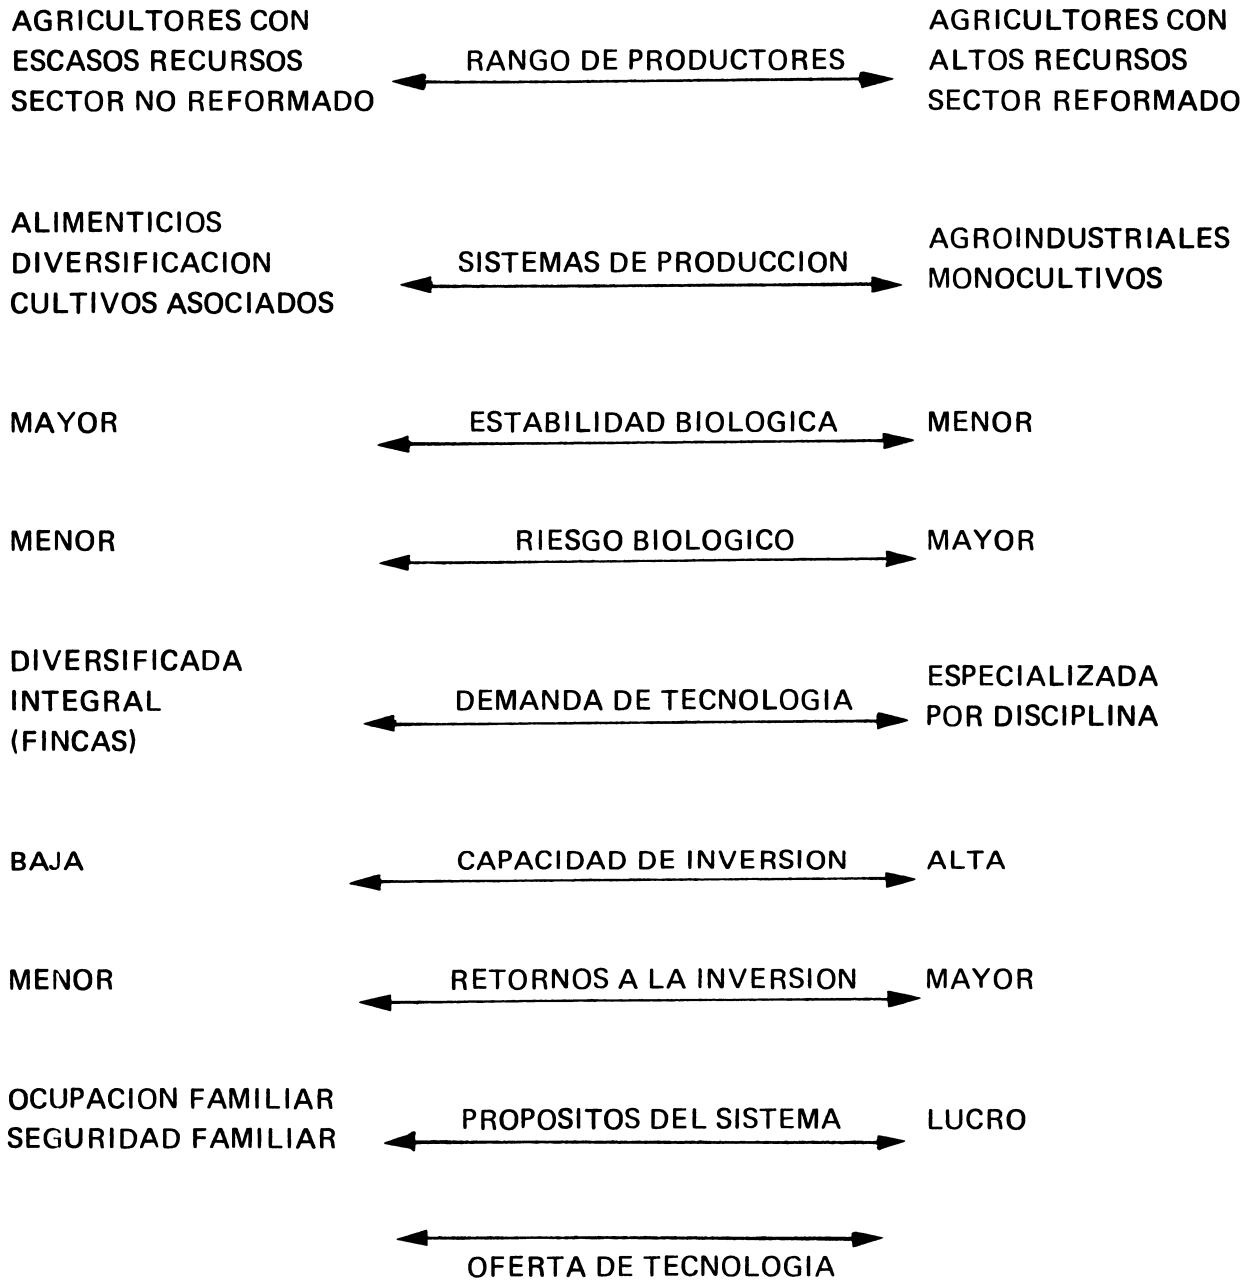 AGRICULTORES CON
ESCASOS RECURSOS
SECTOR NO REFORMADO
RANGO DE PRODUCTORES
AGRICULTORES CON
ALTOS RECURSOS
SECTOR REFORMADO
ALIMENTICIOS
DIVERSIFICACION
CULTIVOS ASOCIADOS
SISTEMAS DE PRODUCCION
AGROINDUSTRIALES
MONOCULTIVOS
MAYOR
ESTABILIDAD BIOLOGICA
MENOR
MENOR
RIESGO BIOLOGICO
MAYOR
DIVERSIFICADA
INTEGRAL
(FINCAS)
DEMANDA DE TECNOLOGIA
ESPECIALIZADA
POR DISCIPLINA
BAJA
CAPACIDAD DE INVERSION
ALTA
MENOR
RETORNOS A LA INVERSION
MAYOR
OCUPACION FAMILIAR
SEGURIDAD FAMILIAR
PROPOSITOS DEL SISTEMA
LUCRO
OFERTA DE TECNOLOGIA